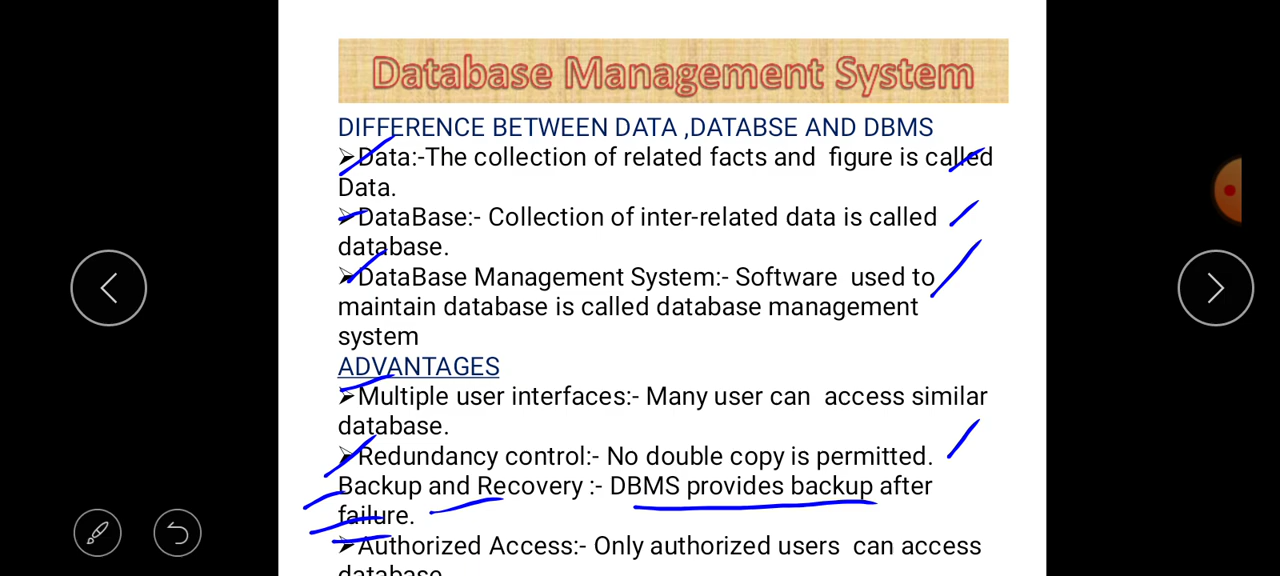 Database Management System
DIFFERENCE BETWEEN DATA ,DATABSE AND DBMS
➢Data:-The collection of related facts and figure is called
Data.
➢DataBase:- Collection of inter-related data is called
database.
➢DataBase Management System:- Software used to
maintain database is called database management
system
ADVANTAGES
➢Multiple user interfaces:- Many user can access similar
database.
➢Redundancy control:- No double copy is permitted.
Backup and Recovery :- DBMS provides backup after
failure.
➢Authorized Access:- Only authorized users can access
database